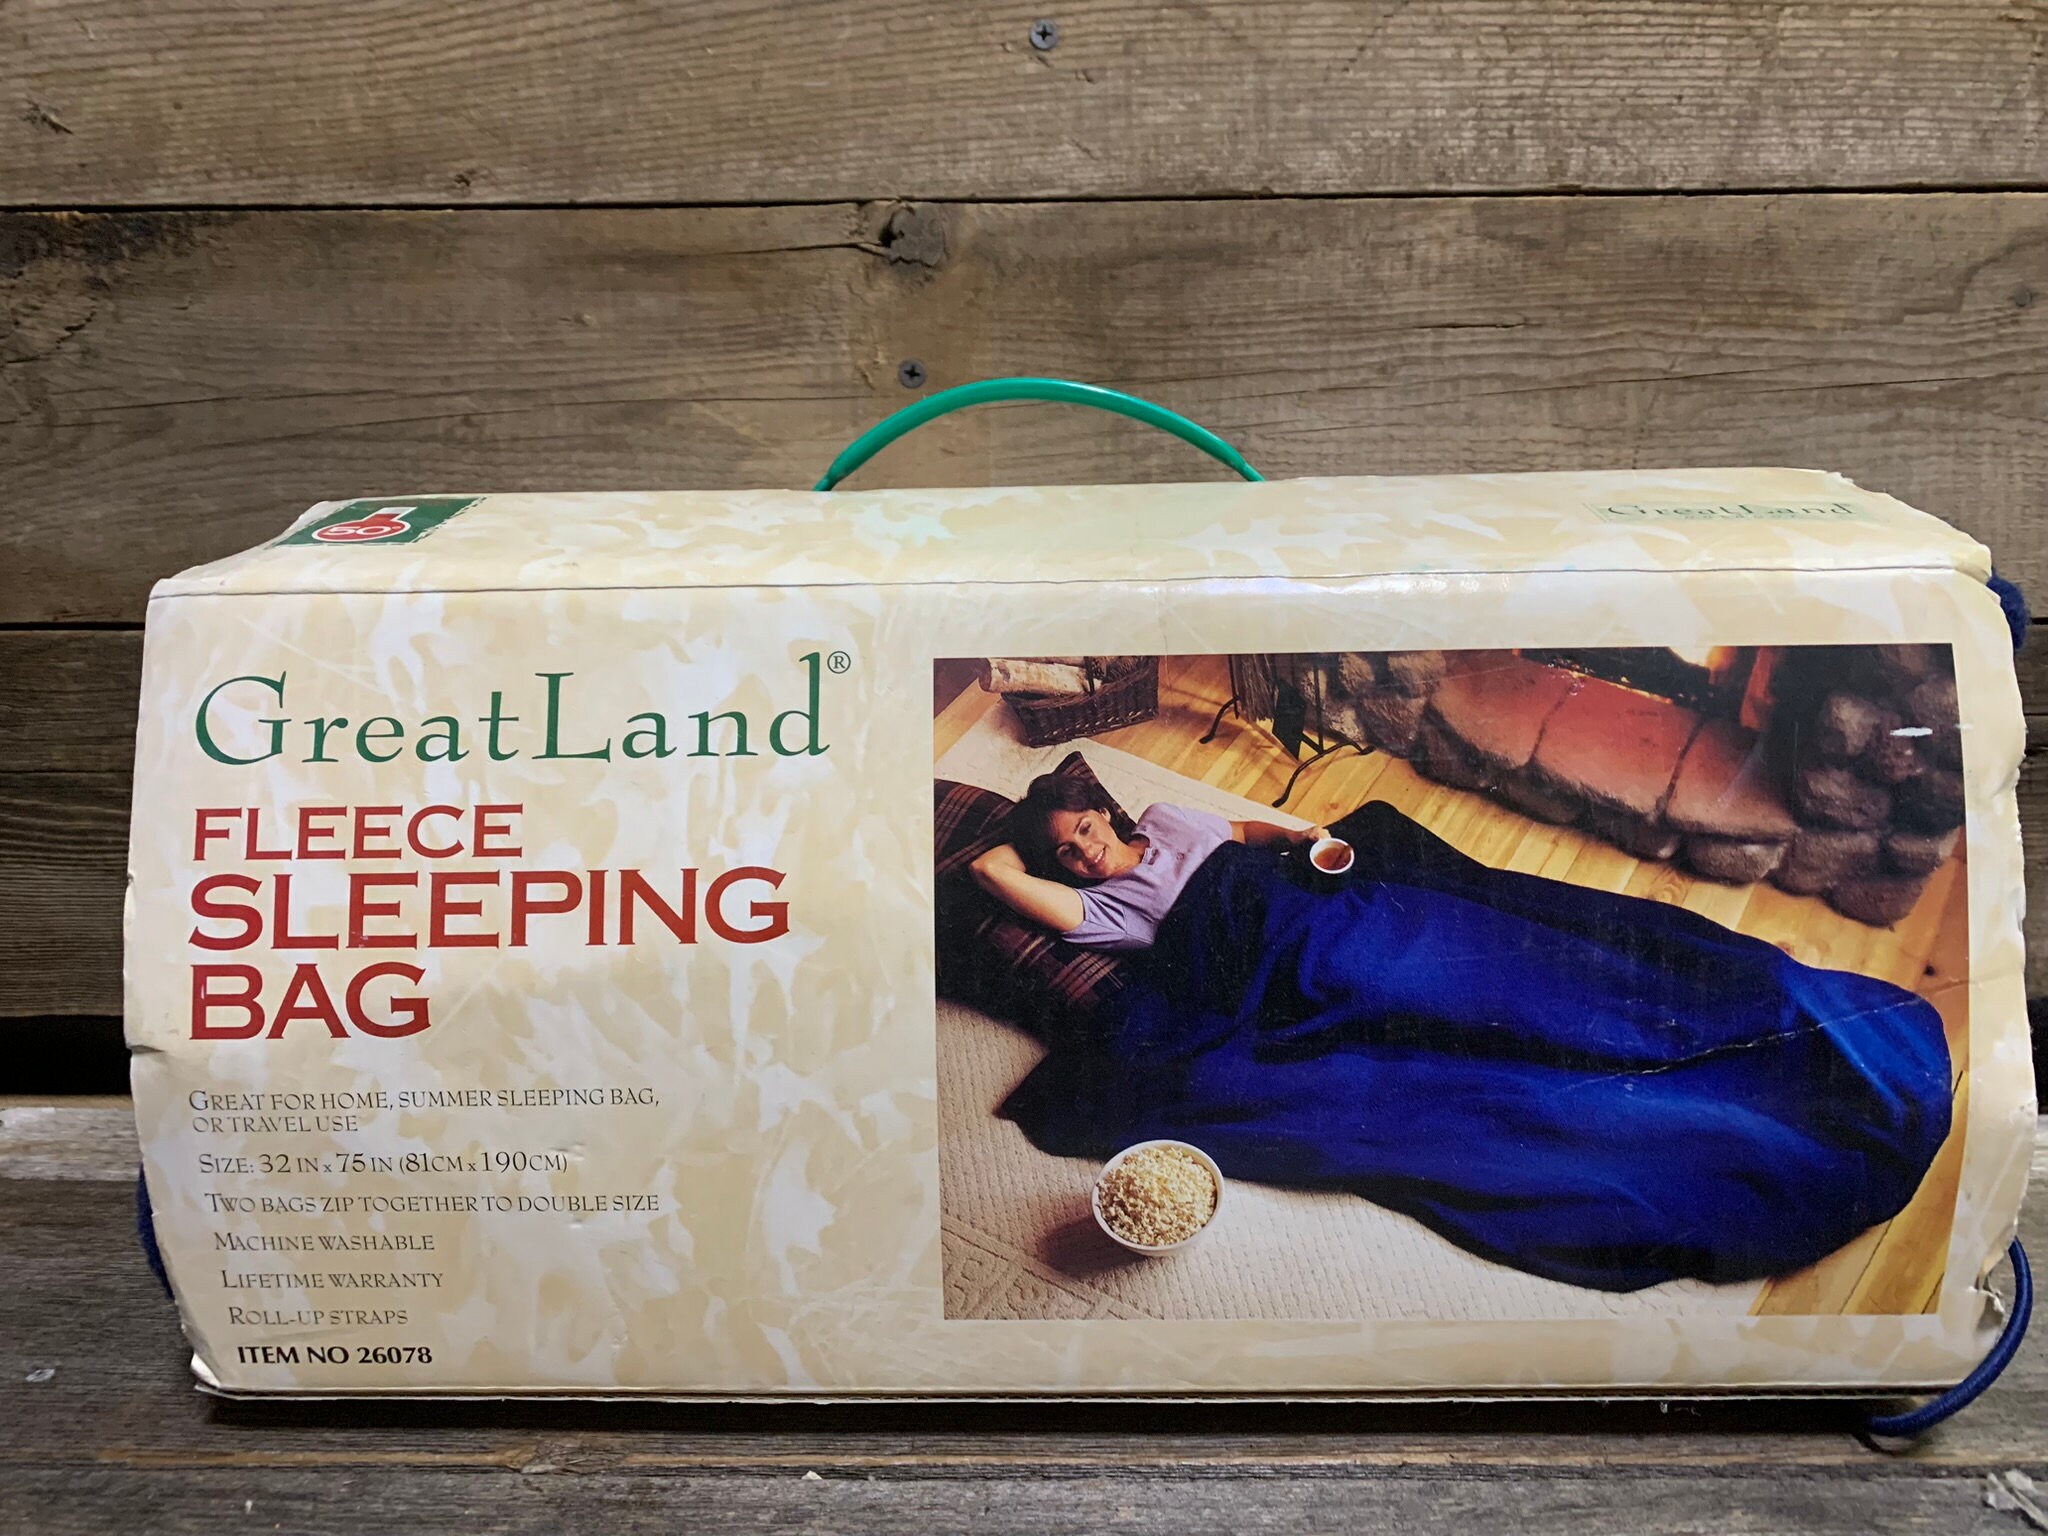 50°
GreatLand
GreatLand®
FLEECE
SLEEPING
BAG
GREAT FOR HOME, SUMMER SLEEPING BAG,
OR TRAVEL USE
SIZE: 32 IN x 75 IN (81CM x 190CM)
TWO BAGS ZIP TOGETHER TO DOUBLE SIZE
MACHINE WASHABLE
LIFETIME WARRANTY
ROLL-UP STRAPS
ITEM NO 26078